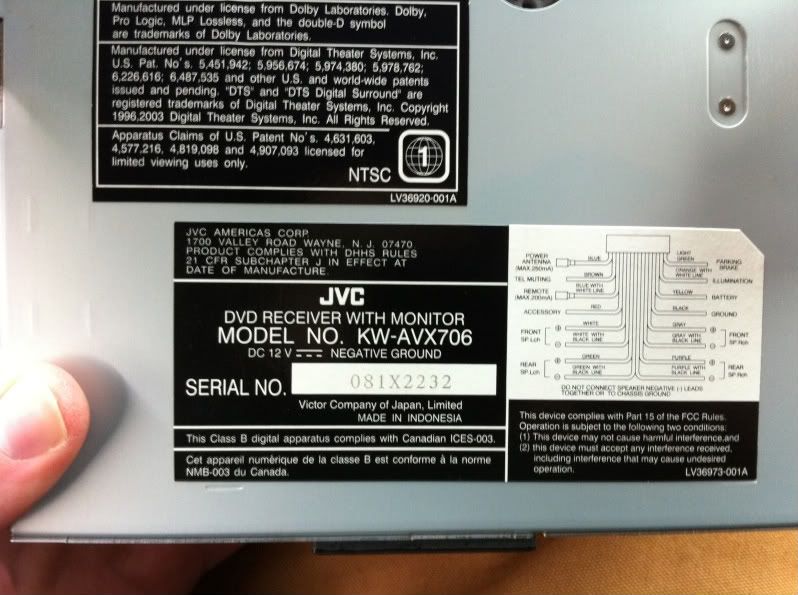 Manufactured under license from Dolby Laboratories. Dolby,
Pro Logic, MLP Lossless, and the double-D symbol
are trademarks of Dolby Laboratories.
Manufactured under license from Digital Theater Systems, Inc.
U.S. Pat. No's. 5,451,942; 5,956,674; 5,974,380; 5,978,762;
6,226,616; 6,487,535 and other U.S. and world-wide patents
issued and pending. "DTS" and "DTS Digital Surround" are
registered trademarks of Digital Theater Systems, Inc. Copyright
1996,2003 Digital Theater Systems, Inc. All Rights Reserved.
Apparatus Claims of U.S. Patent No's. 4,631,603,
4,577,216, 4,819,098 and 4,907,093 licensed for
limited viewing uses only.
1
NTSC
LV36920-001A
JVC AMERICAS CORP.
1700 VALLEY ROAD WAYNE, N. J. 07470
PRODUCT COMPLIES WITH DHHS RULES
21 CFR SUBCHAPTER J IN EFFECT AT
DATE OF MANUFACTURE.
JVC
DVD RECEIVER WITH MONITOR
MODEL NO. KW-AVX706
DC 12 V NEGATIVE GROUND
SERIAL NO. 081X2232
Victor Company of Japan, Limited
MADE IN INDONESIA
This Class B digital apparatus complies with Canadian ICES-003.
Cet appareil numérique de la classe B est conforme à la norme
NMB-003 du Canada.
POWER
ANTENNA
(MAX.250mA)
BLUE
TEL MUTING
BROWN
REMOTE
(MAX.200mA)
BLUE WITH
WHITE LINE
ACCESSORY
RED
FRONT
SP.Lch
WHITE
WHITE WITH
BLACK LINE
REAR
SP.Lch
GREEN
GREEN WITH
BLACK LINE
LIGHT
GREEN
PARKING
BRAKE
ORANGE WITH
WHITE LINE
ILLUMINATION
YELLOW
BATTERY
BLACK
GROUND
GRAY
GRAY WITH
BLACK LINE
FRONT
SP.Rch
PURPLE
PURPLE WITH
BLACK LINE
REAR
SP.Rch
DO NOT CONNECT SPEAKER NEGATIVE (-) LEADS
TOGETHER OR TO CHASSIS GROUND
This device complies with Part 15 of the FCC Rules.
Operation is subject to the following two conditions:
(1) This device may not cause harmful interference,and
(2) this device must accept any interference received,
including interference that may cause undesired
operation.
LV36973-001A